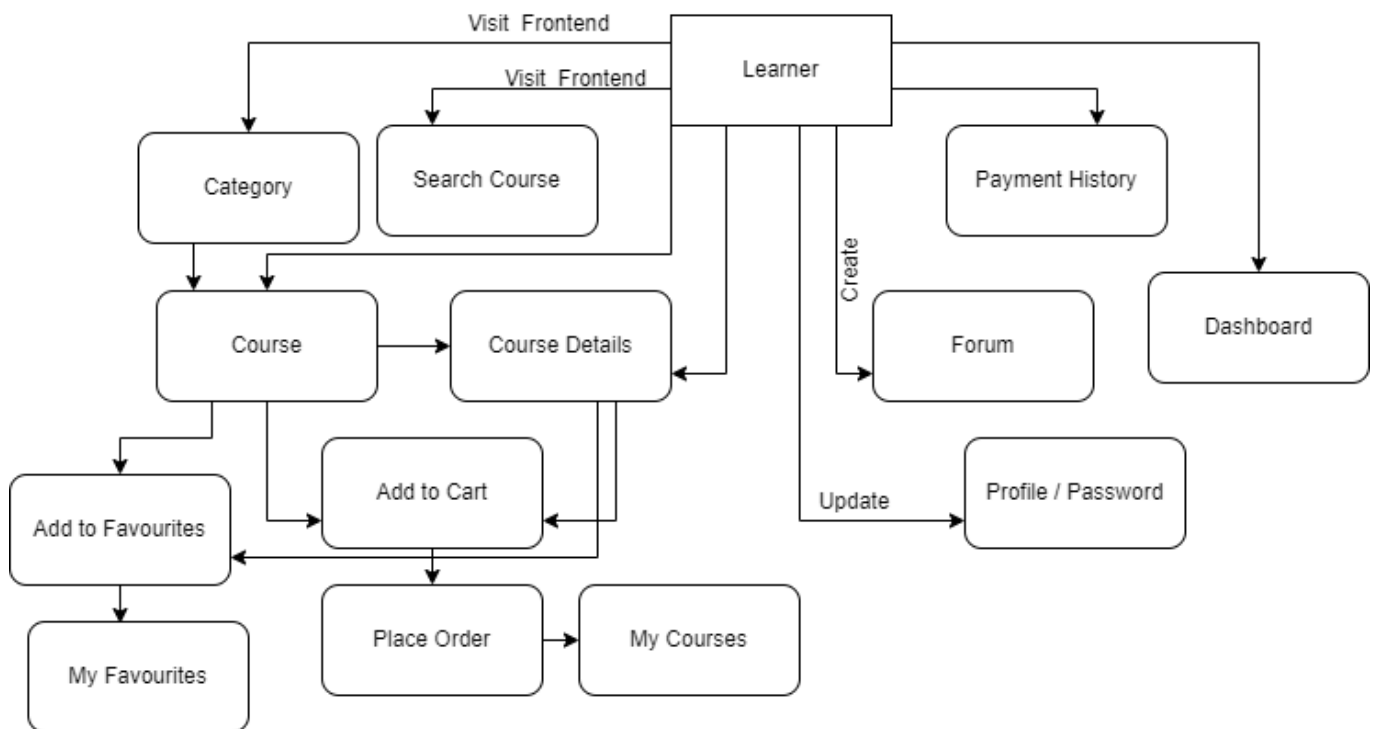 Visit Frontend
Learner
Visit Frontend
Category
Search Course
Payment History
Create
Course
Course Details
Forum
Dashboard
Add to Favourites
Add to Cart
Update
Profile / Password
My Favourites
Place Order
My Courses